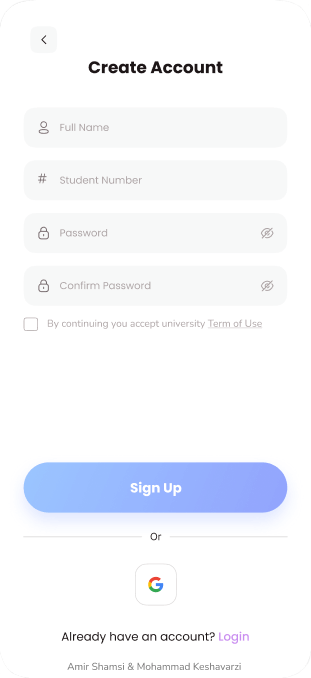 Create Account
Full Name
# Student Number
Password
Confirm Password
By continuing you accept university Term of Use
Sign Up
Or
G
Already have an account? Login
Amir Shamsi & Mohammad Keshavarzi